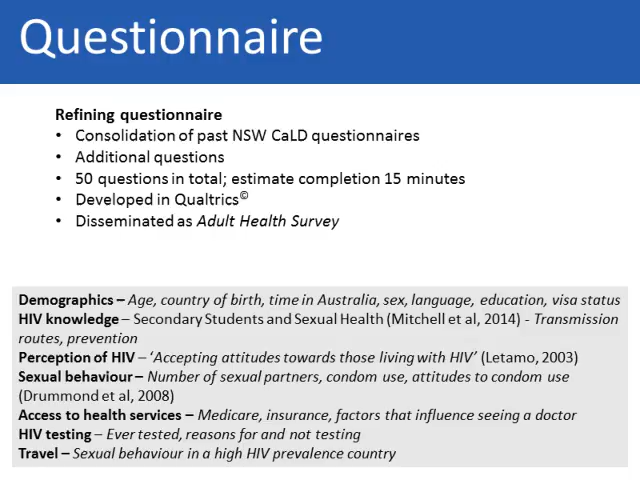 Questionnaire
Refining questionnaire
• Consolidation of past NSW CaLD questionnaires
• Additional questions
• 50 questions in total; estimate completion 15 minutes
• Developed in Qualtrics©
• Disseminated as Adult Health Survey
Demographics – Age, country of birth, time in Australia, sex, language, education, visa status
HIV knowledge – Secondary Students and Sexual Health (Mitchell et al, 2014) - Transmission
routes, prevention
Perception of HIV – ‘Accepting attitudes towards those living with HIV’ (Letamo, 2003)
Sexual behaviour – Number of sexual partners, condom use, attitudes to condom use
(Drummond et al, 2008)
Access to health services – Medicare, insurance, factors that influence seeing a doctor
HIV testing – Ever tested, reasons for and not testing
Travel – Sexual behaviour in a high HIV prevalence country